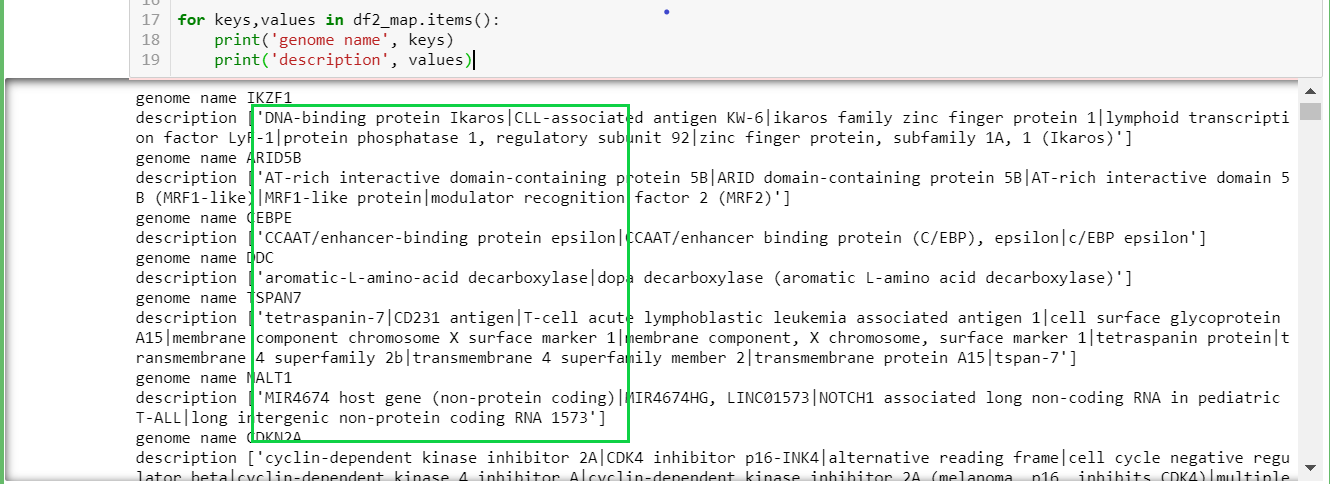 16
17 for keys,values in df2_map.items():
18 print('genome name', keys)
19 print('description', values)
genome name IKZF1
description ['DNA-binding protein Ikaros|CLL-associated antigen KW-6|ikaros family zinc finger protein 1|lymphoid transcripti
on factor LyF-1|protein phosphatase 1, regulatory subunit 92|zinc finger protein, subfamily 1A, 1 (Ikaros)']
genome name ARID5B
description ['AT-rich interactive domain-containing protein 5B|ARID domain-containing protein 5B|AT-rich interactive domain 5
B (MRF1-like)|MRF1-like protein|modulator recognition factor 2 (MRF2)']
genome name CEBPE
description ['CCAAT/enhancer-binding protein epsilon|CCAAT/enhancer binding protein (C/EBP), epsilon|c/EBP epsilon']
genome name DDC
description ['aromatic-L-amino-acid decarboxylase|dopa decarboxylase (aromatic L-amino acid decarboxylase)']
genome name TSPAN7
description ['tetraspanin-7|CD231 antigen|T-cell acute lymphoblastic leukemia associated antigen 1|cell surface glycoprotein
A15|membrane component chromosome X surface marker 1|membrane component, X chromosome, surface marker 1|tetraspanin protein|t
ransmembrane 4 superfamily 2b|transmembrane 4 superfamily member 2|transmembrane protein A15|tspan-7']
genome name MALT1
description ['MIR4674 host gene (non-protein coding)|MIR4674HG, LINC01573|NOTCH1 associated long non-coding RNA in pediatric
T-ALL|long intergenic non-protein coding RNA 1573']
genome name CDKN2A
description ['cyclin-dependent kinase inhibitor 2A|CDK4 inhibitor p16-INK4|alternative reading frame|cell cycle negative regu
lator beta|cyclin-dependent kinase 4 inhibitor A|cyclin-dependent kinase inhibitor 2A (melanoma, p16, inhibits CDK4)|multiple